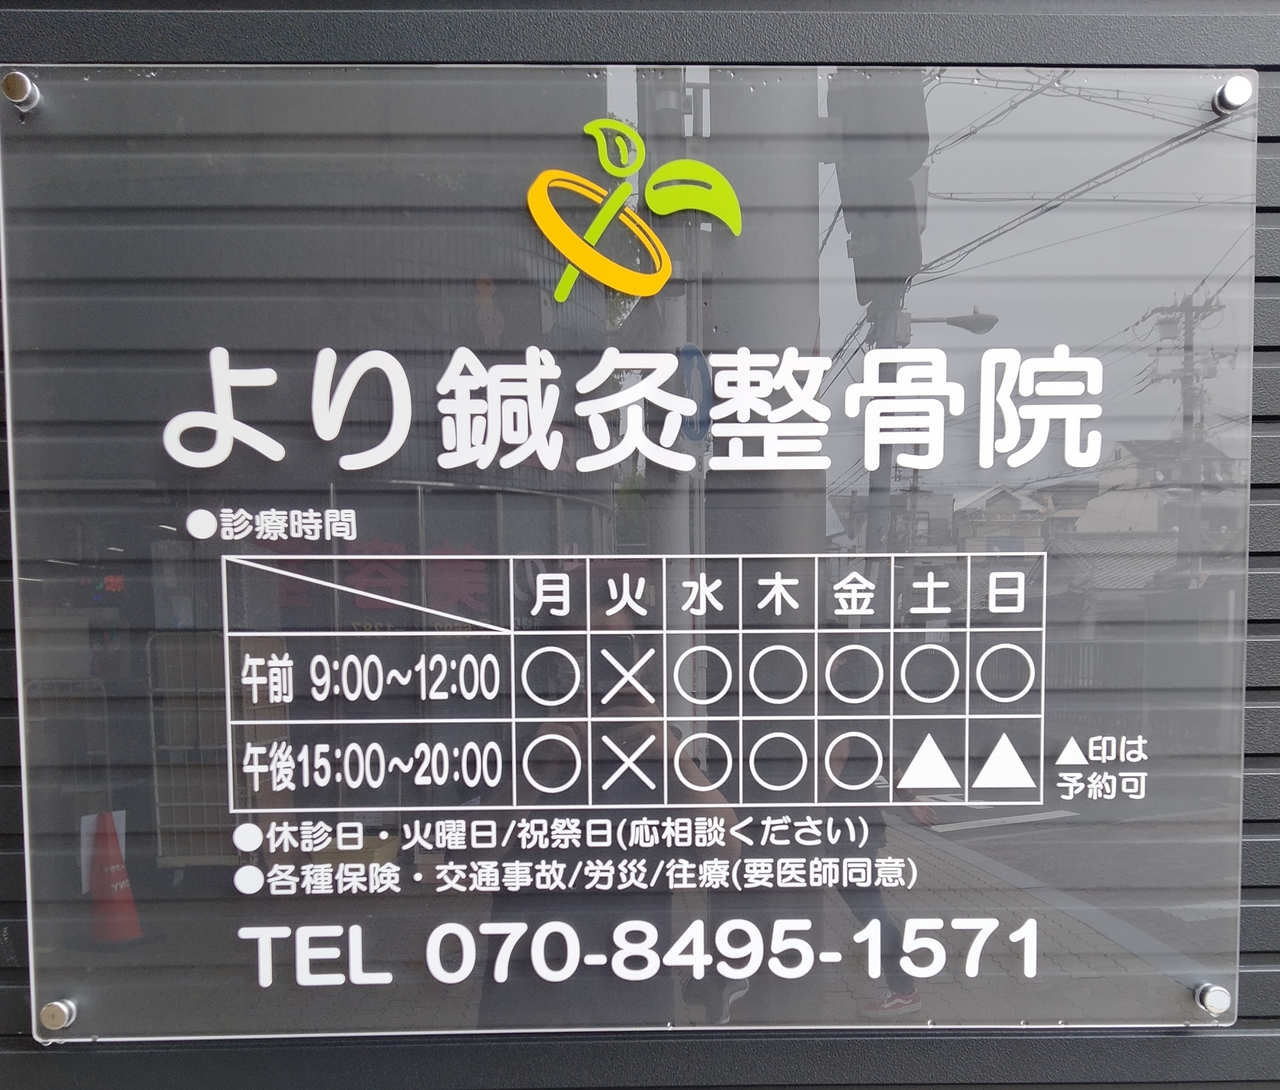 より鍼灸整骨院
●診療時間
月 火 水 木 金 土 日
午前 9:00～12:00 ○ × ○ ○ ○ ○ ○
午後15:00～20:00 ○ × ○ ○ ○ ▲ ▲
▲印は
予約可
●休診日・火曜日/祝祭日(応相談ください)
●各種保険・交通事故/労災/往療(要医師同意)
TEL 070-8495-1571